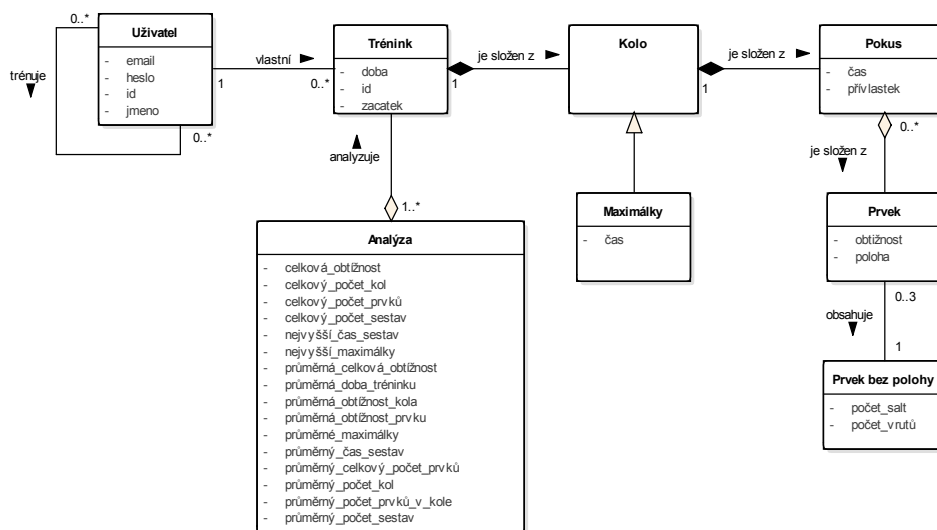 0..*
Uživatel
- email
- heslo
- id
- jmeno
trénuje
0..*
1
vlastní
0..*
Trénink
- doba
- id
- zacatek
1
je složen z
Kolo
1
je složen z
Pokus
- čas
- přívlastek
0..*
je složen z
analyzuje
1..*
Maximálky
- čas
Prvek
- obtižnost
- poloha
0..3
obsahuje
1
Prvek bez polohy
- počet_salt
- počet_vrutů
Analýza
- celková_obtížnost
- celkový_počet_kol
- celkový_počet_prvků
- celkový_počet_sestav
- nejvyšší_čas_sestav
- nejvyšší_maximálky
- průměrná_celková_obtížnost
- průměrná_doba_tréninku
- průměrná_obtížnost_kola
- průměrná_obtížnost_prvku
- průměrné_maximálky
- průměrný_čas_sestav
- průměrný_celkový_počet_prvků
- průměrný_počet_kol
- průměrný_počet_prvků_v_kole
- průměrný_počet_sestav